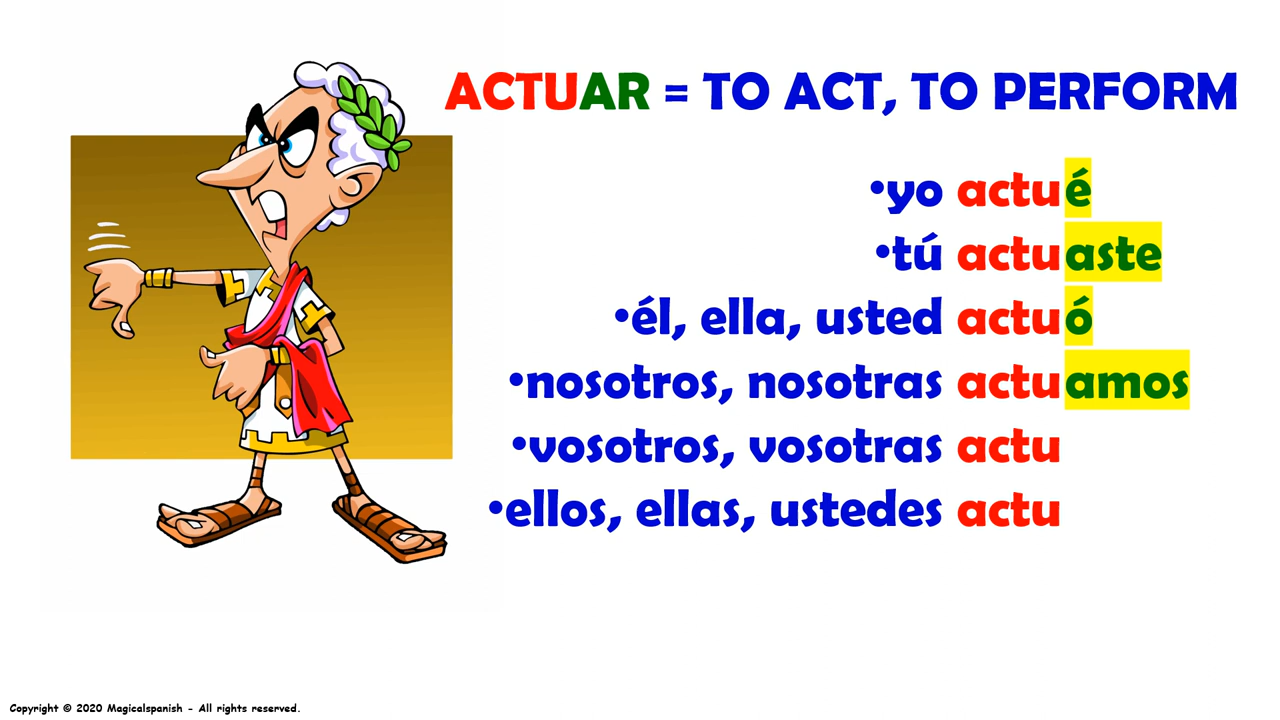 ACTUAR = TO ACT, TO PERFORM
•yo actué
•tú actuaste
•él, ella, usted actuó
•nosotros, nosotras actuamos
•vosotros, vosotras actu
•ellos, ellas, ustedes actu
Copyright © 2020 Magicalspanish - All rights reserved.